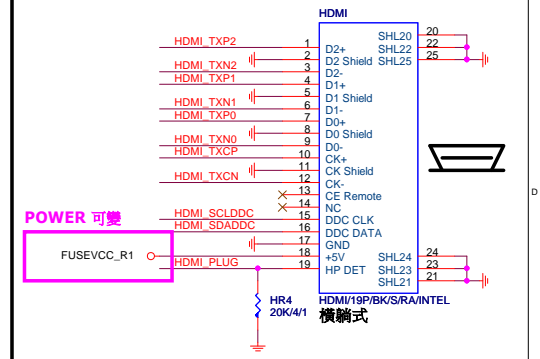 HDMI
HDMI_TXP2 1 D2+ SHL20 20
2 D2 Shield SHL22 22
HDMI_TXN2 3 D2- SHL25 25
HDMI_TXP1 4 D1+
5 D1 Shield
HDMI_TXN1 6 D1-
HDMI_TXP0 7 D0+
8 D0 Shield
HDMI_TXN0 9 D0-
HDMI_TXCP 10 CK+
11 CK Shield
HDMI_TXCN 12 CK-
13 CE Remote
14 NC
HDMI_SCLDDC 15 DDC CLK
HDMI_SDADDC 16 DDC DATA
17 GND
18 +5V SHL24 24
HDMI_PLUG 19 HP DET SHL23 23
SHL21 21
D
POWER 可變
FUSEVCC_R1
HR4
20K/4/1
HDMI/19P/BK/S/RA/INTEL
橫躺式